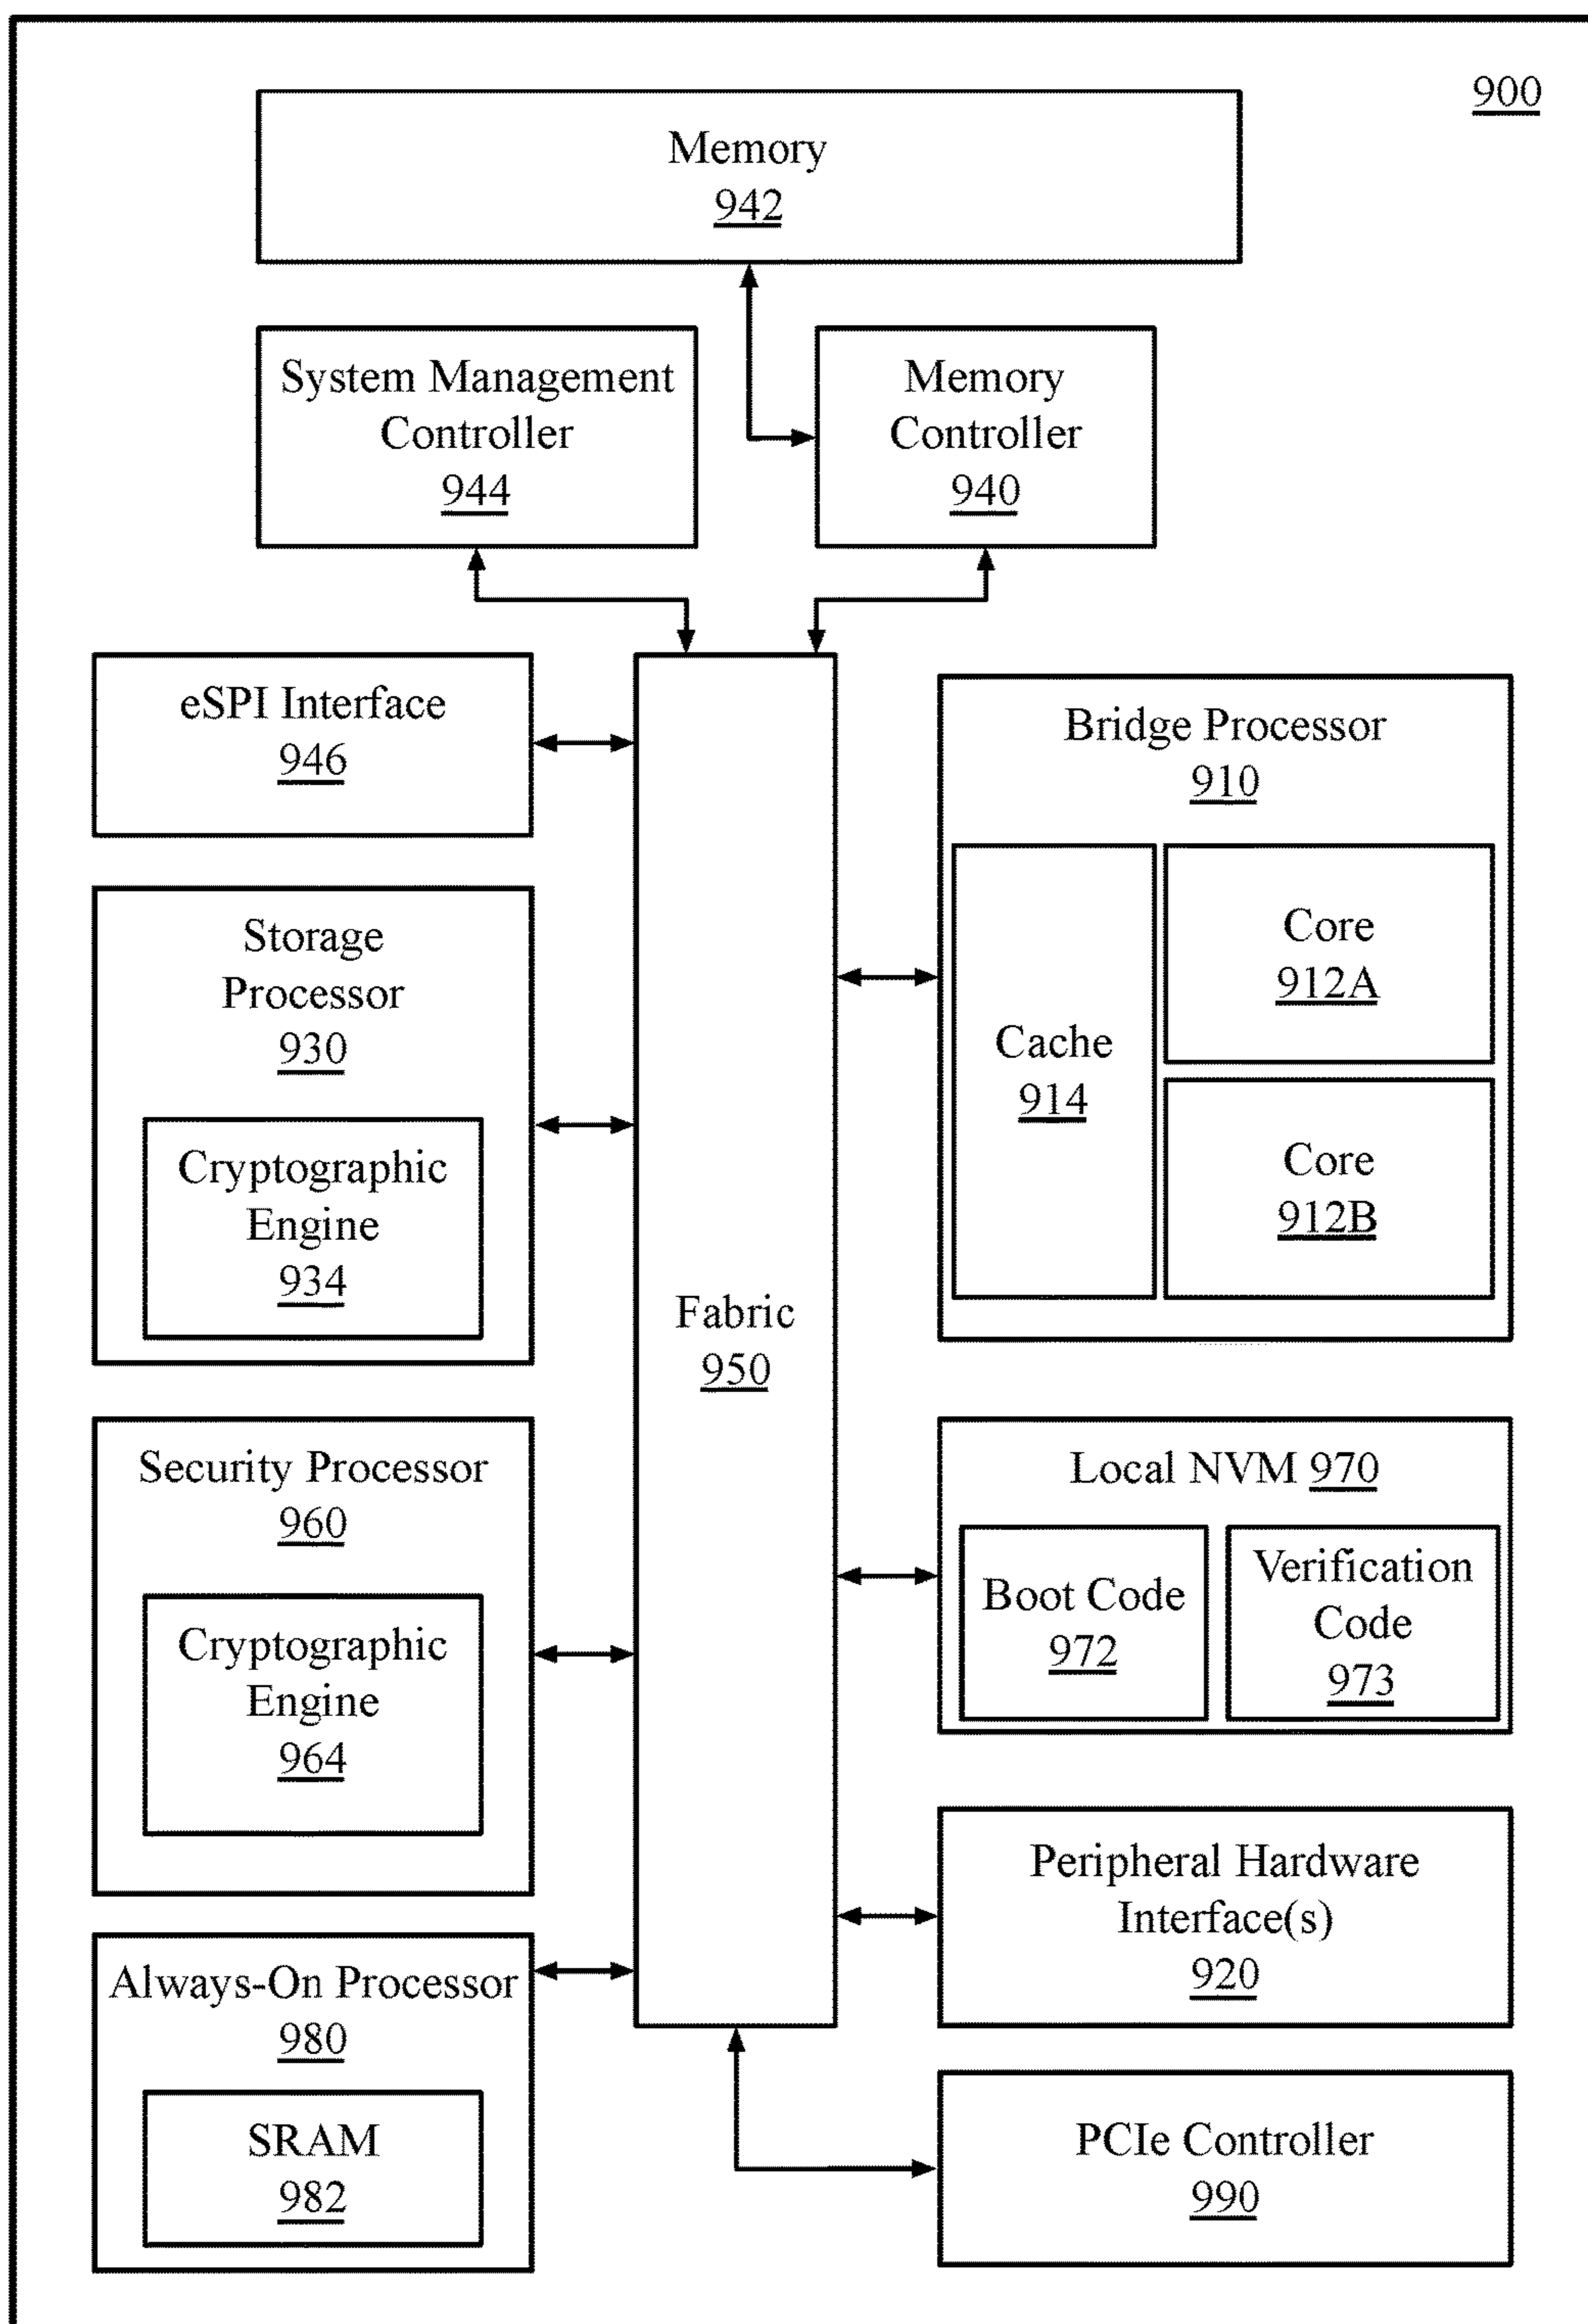 900
Memory
942
System Management
Controller
944
Memory
Controller
940
eSPI Interface
946
Storage
Processor
930
Cryptographic
Engine
934
Security Processor
960
Cryptographic
Engine
964
Always-On Processor
980
SRAM
982
Fabric
950
Bridge Processor
910
Cache
914
Core
912A
Core
912B
Local NVM 970
Boot Code
972
Verification
Code
973
Peripheral Hardware
Interface(s)
920
PCIe Controller
990